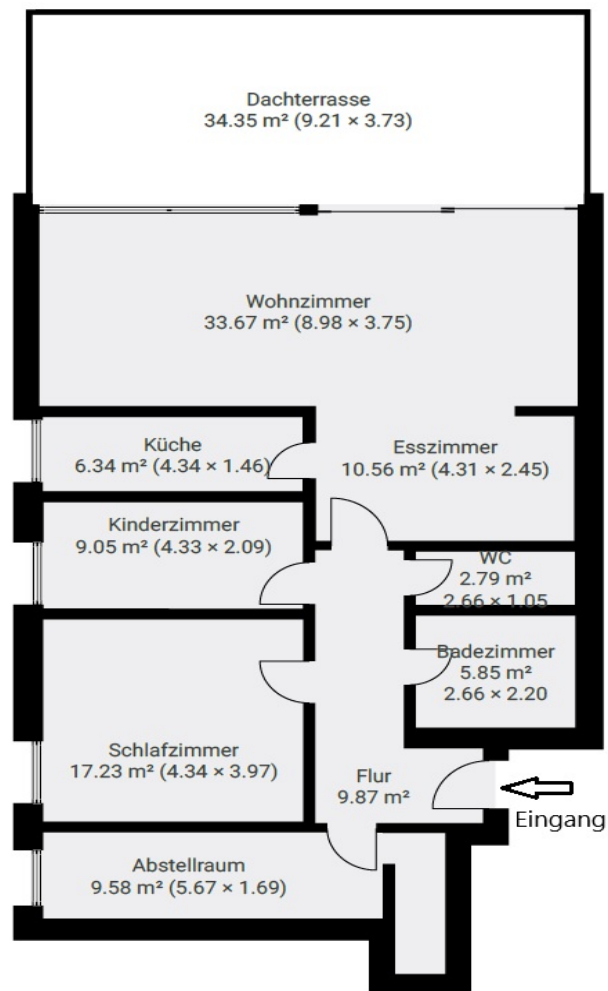 Dachterrasse
34.35 m² (9.21 × 3.73)
Wohnzimmer
33.67 m² (8.98 × 3.75)
Küche
6.34 m² (4.34 × 1.46)
Esszimmer
10.56 m² (4.31 × 2.45)
Kinderzimmer
9.05 m² (4.33 × 2.09)
WC
2.79 m²
2.66 × 1.05
Badezimmer
5.85 m²
2.66 × 2.20
Schlafzimmer
17.23 m² (4.34 × 3.97)
Flur
9.87 m²
Eingang
Abstellraum
9.58 m² (5.67 × 1.69)